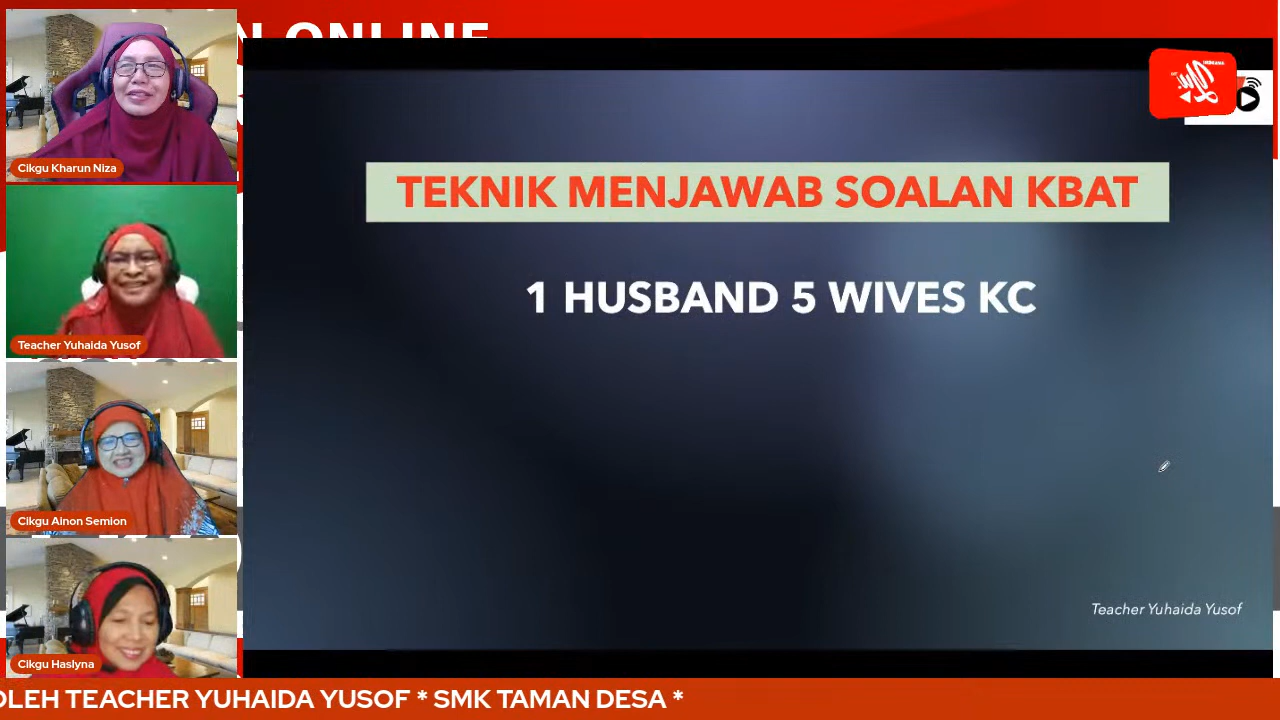 N ONLINE
Cikgu Kharun Niza
Teacher Yuhaida Yusof
Cikgu Ainon Semion
Cikgu Haslyna
TEKNIK MENJAWAB SOALAN KBAT
1 HUSBAND 5 WIVES KC
Teacher Yuhaida Yusof
OLEH TEACHER YUHAIDA YUSOF * SMK TAMAN DESA *